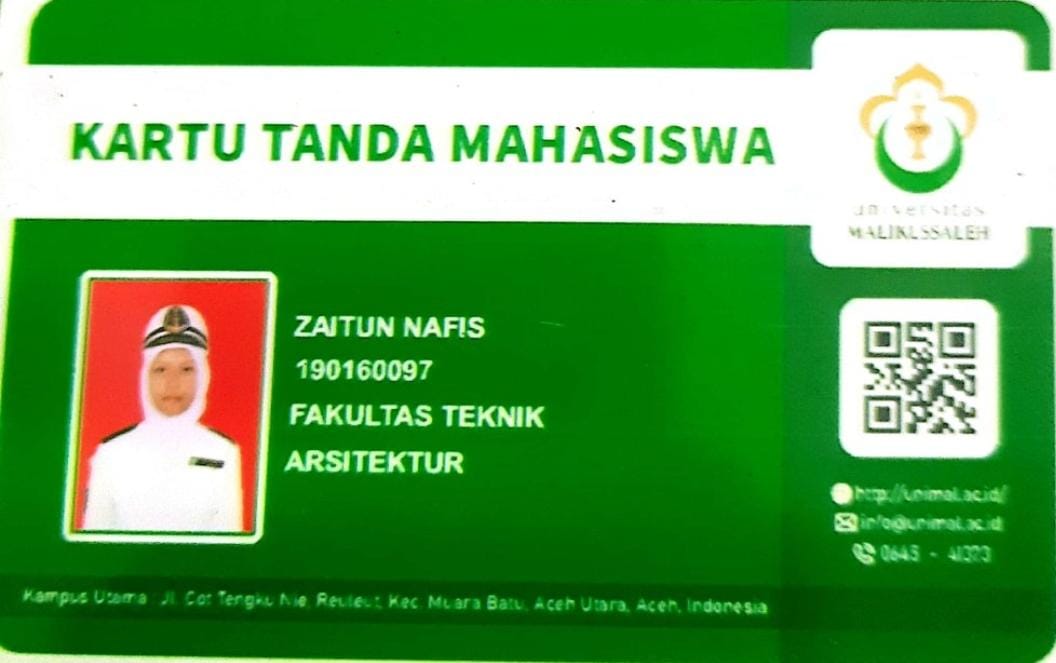 KARTU TANDA MAHASISWA
universitas
MALIKUSSALEH
ZAITUN NAFIS
190160097
FAKULTAS TEKNIK
ARSITEKTUR
http://unimal.ac.id/
info@unimal.ac.id
0645 - 41373
Kampus Utama : Jl. Cot Tengku Nie, Reuleut, Kec. Muara Batu, Aceh Utara, Aceh, Indonesia